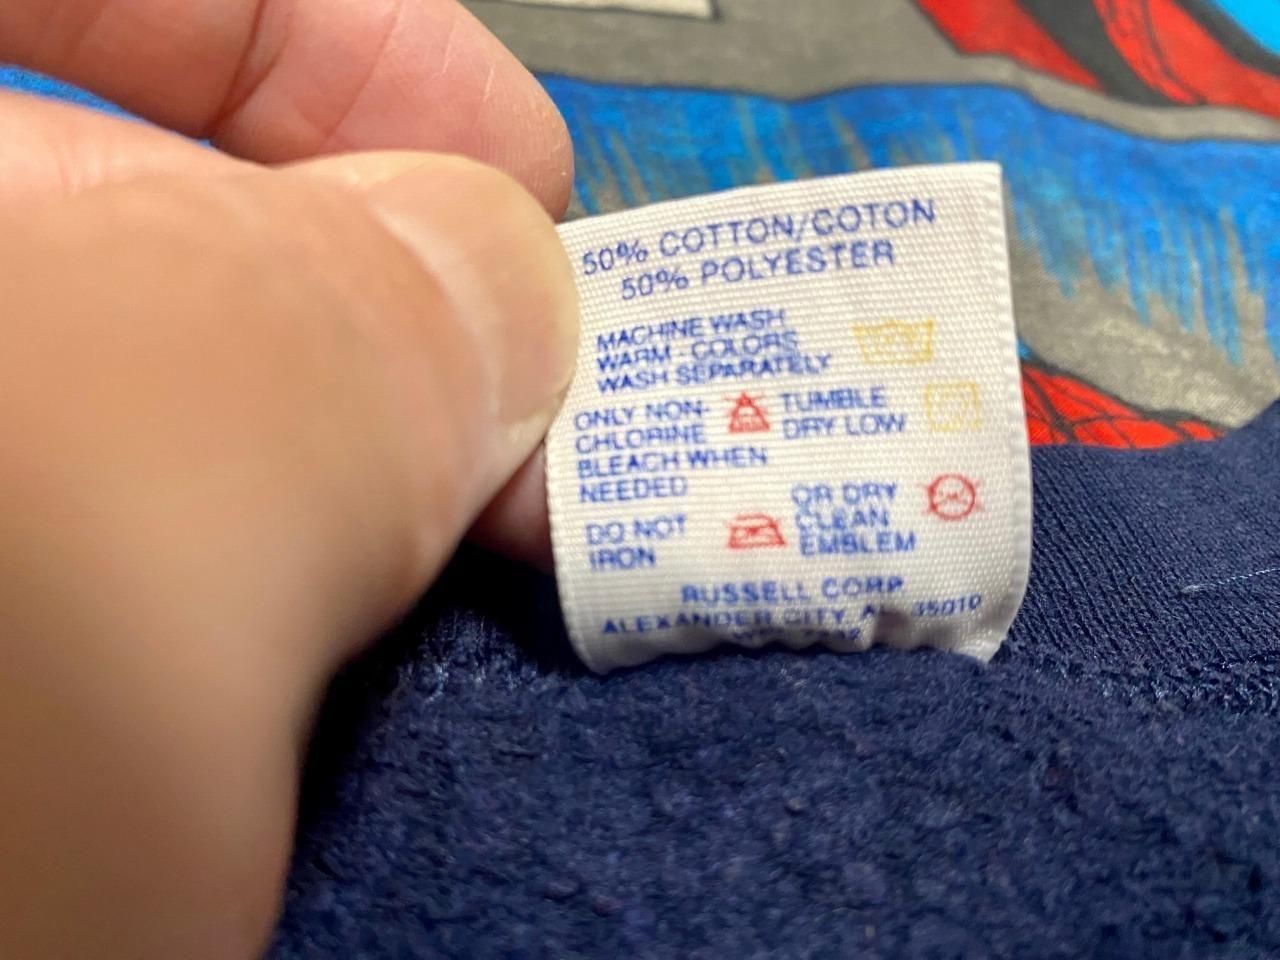 50% COTTON/COTON
50% POLYESTER
MACHINE WASH
WARM - COLORS
WASH SEPARATELY
ONLY NON-
CHLORINE
BLEACH WHEN
NEEDED
TUMBLE
DRY LOW
DO NOT
IRON
OR DRY
CLEAN
EMBLEM
RUSSELL CORP
ALEXANDER CITY, AL 35010